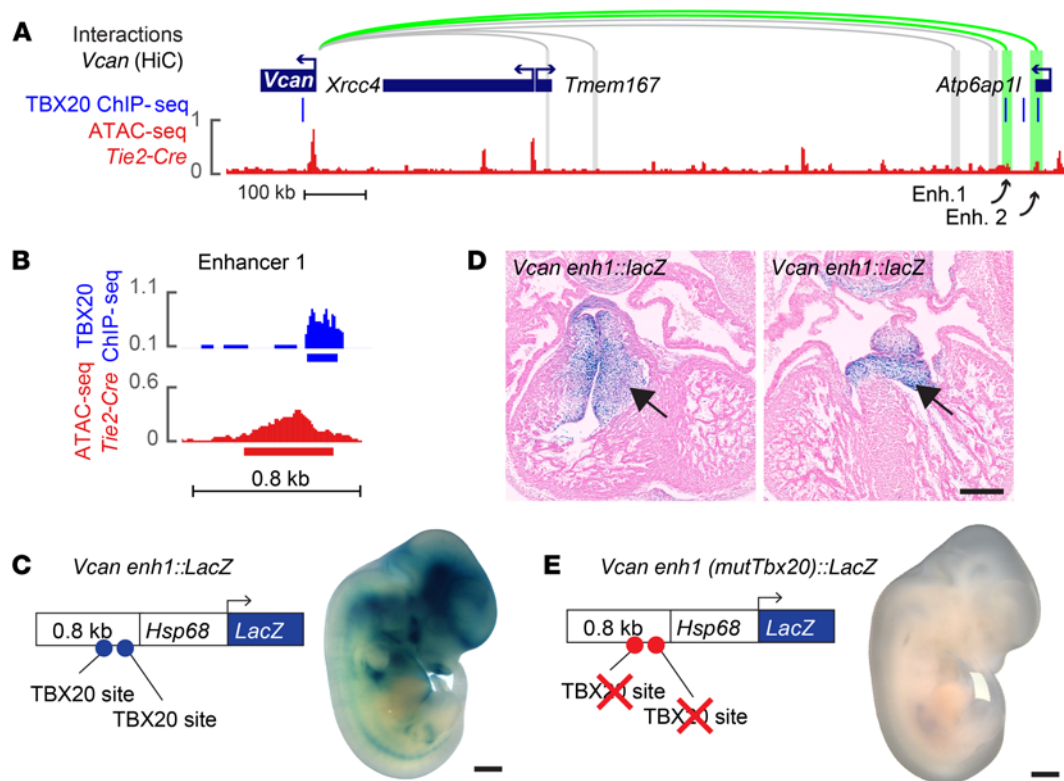 A
Interactions
Vcan (HiC)
Vcan
Xrcc4
Tmem167
Atp6ap1l
TBX20 ChIP-seq
ATAC-seq
Tie2-Cre
1
0
100 kb
Enh.1
Enh. 2
B
Enhancer 1
TBX20
ChIP-seq
1.1
0.1
ATAC-seq
Tie2-Cre
0.6
0
0.8 kb
D
Vcan enh1::lacZ
Vcan enh1::lacZ
C
Vcan enh1::LacZ
0.8 kb
Hsp68
LacZ
TBX20 site
TBX20 site
E
Vcan enh1 (mutTbx20)::LacZ
0.8 kb
Hsp68
LacZ
TBX20 site
TBX20 site